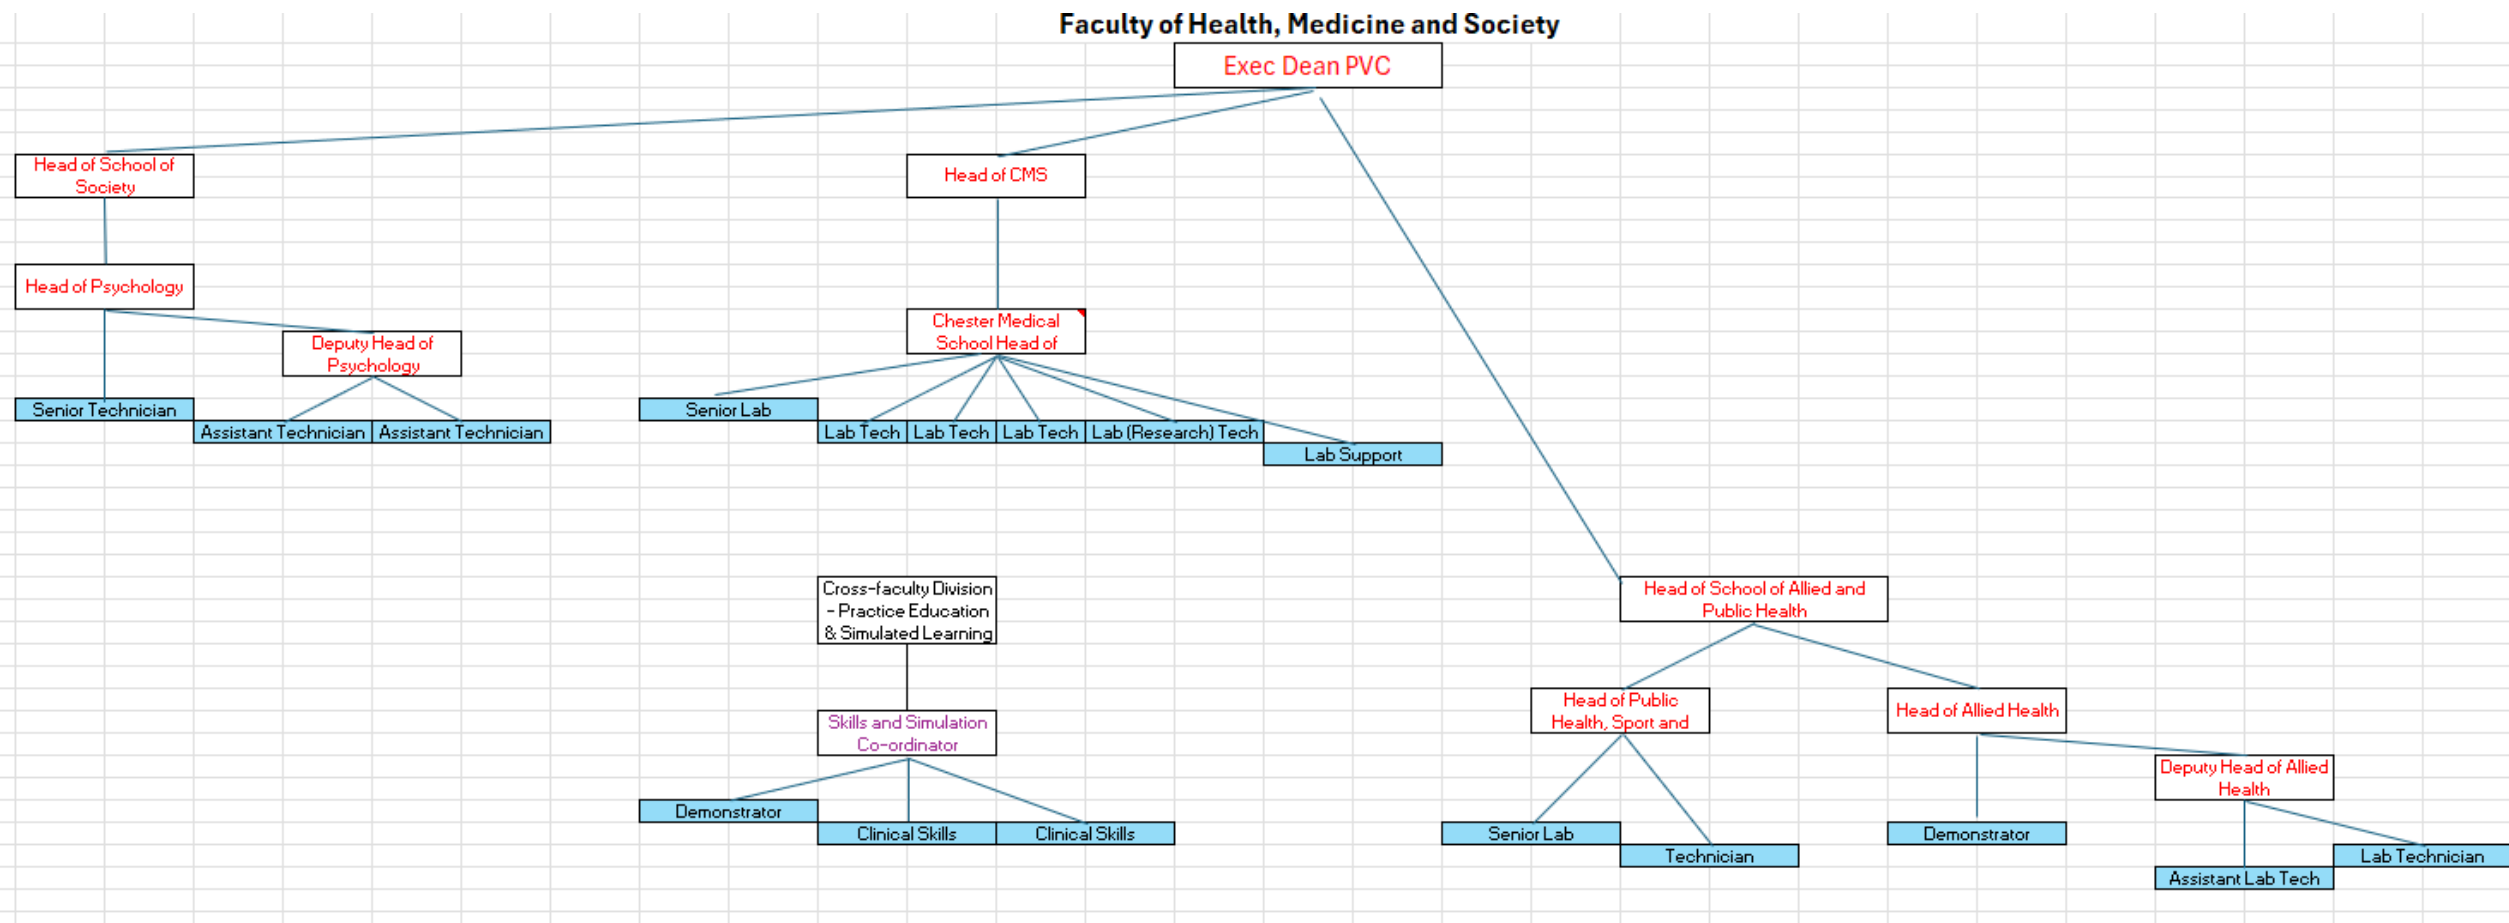 Faculty of Health, Medicine and Society
Exec Dean PVC
Head of School of
Society
Head of CMS
Head of Psychology
Chester Medical
School Head of
Deputy Head of
Psychology
Senior Technician
Assistant Technician
Assistant Technician
Senior Lab
Lab Tech
Lab Tech
Lab Tech
Lab (Research) Tech
Lab Support
Cross-faculty Division
- Practice Education
& Simulated Learning
Head of School of Allied and
Public Health
Skills and Simulation
Co-ordinator
Head of Public
Health, Sport and
Head of Allied Health
Deputy Head of Allied
Health
Demonstrator
Clinical Skills
Clinical Skills
Senior Lab
Technician
Demonstrator
Lab Technician
Assistant Lab Tech